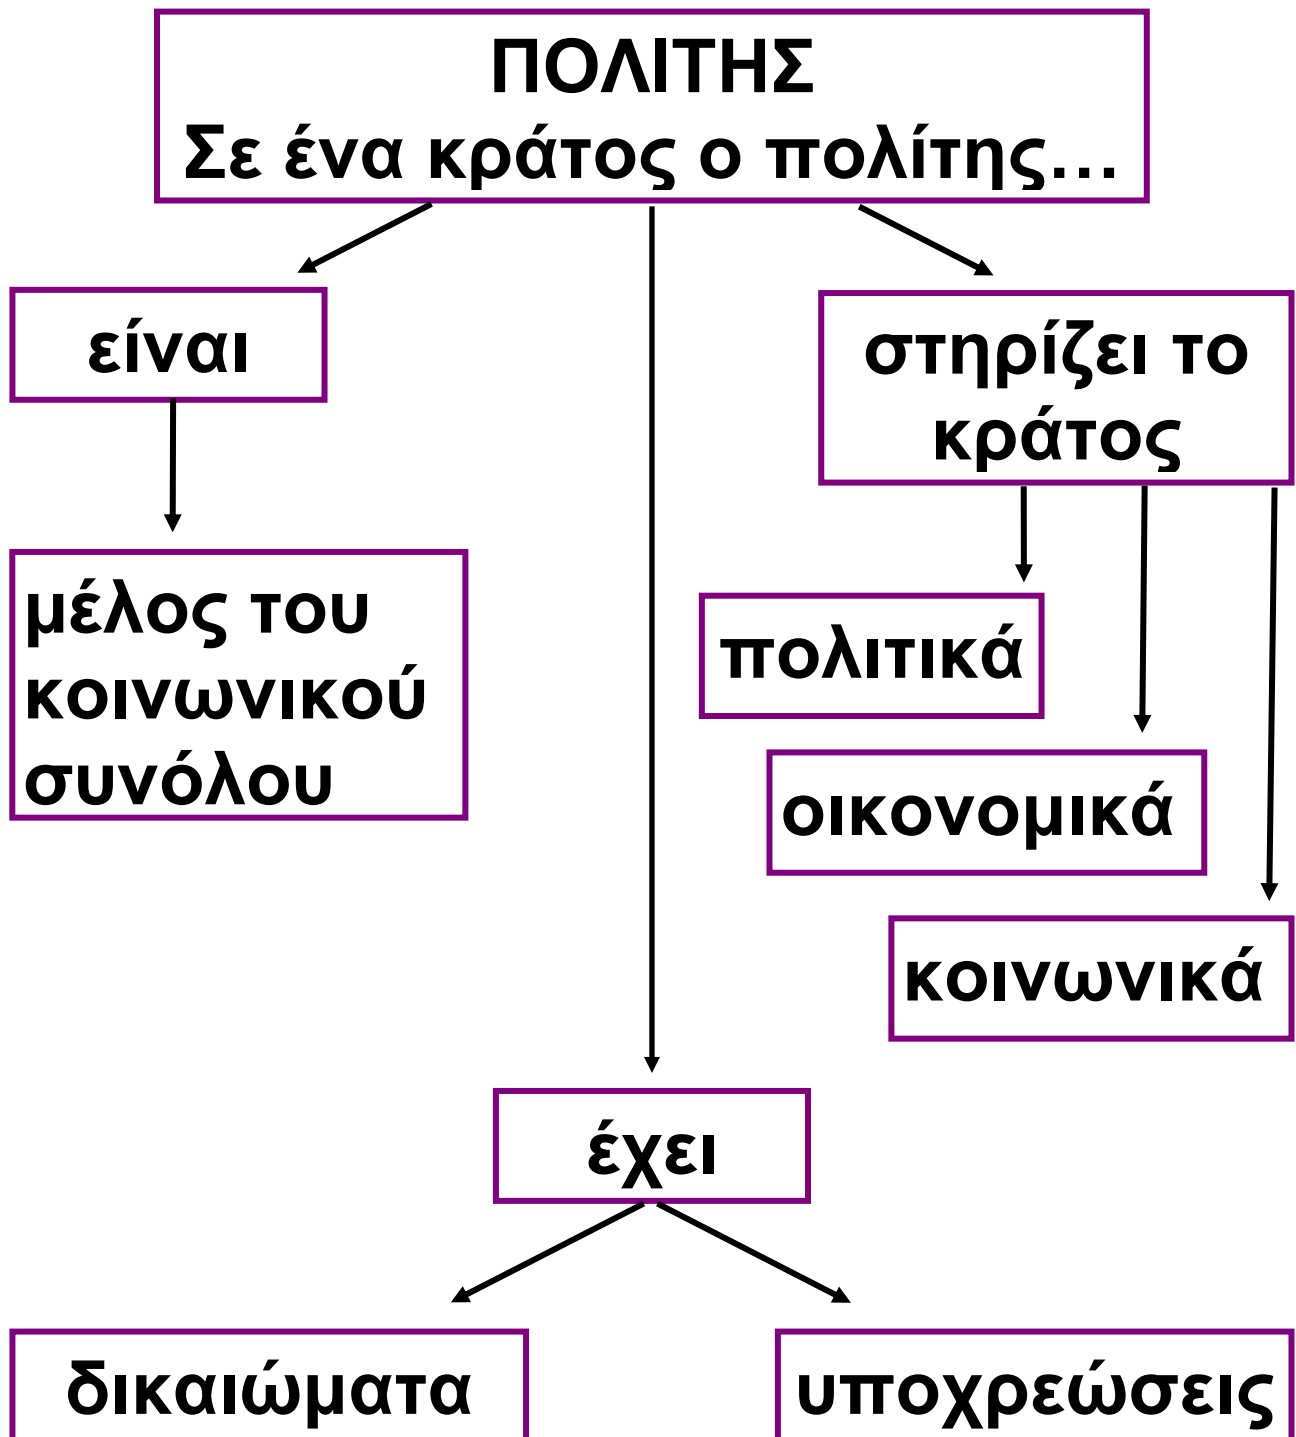 ΠΟΛΙΤΗΣ
Σε ένα κράτος ο πολίτης…
είναι
στηρίζει το
κράτος
μέλος του
κοινωνικού
συνόλου
πολιτικά
οικονομικά
κοινωνικά
έχει
δικαιώματα
υποχρεώσεις